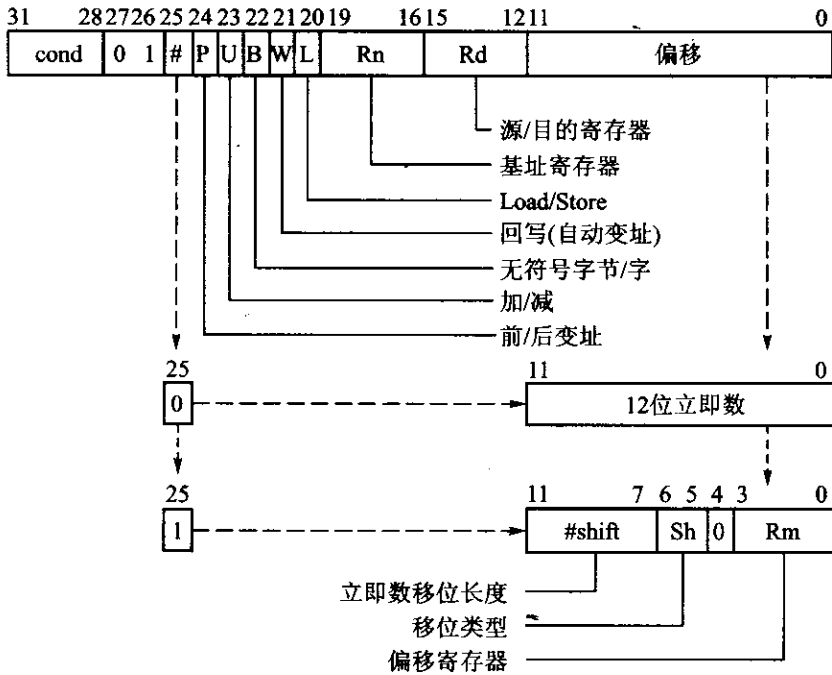 31 28 27 26 25 24 23 22 21 20 19 16 15 12 11 0
cond 0 1 # P U B W L Rn Rd 偏移
源/目的寄存器
基址寄存器
Load/Store
回写(自动变址)
无符号字节/字
加/减
前/后变址
25 11 0
0 12位立即数
25 11 7 6 5 4 3 0
1 #shift Sh 0 Rm
立即数移位长度
移位类型
偏移寄存器